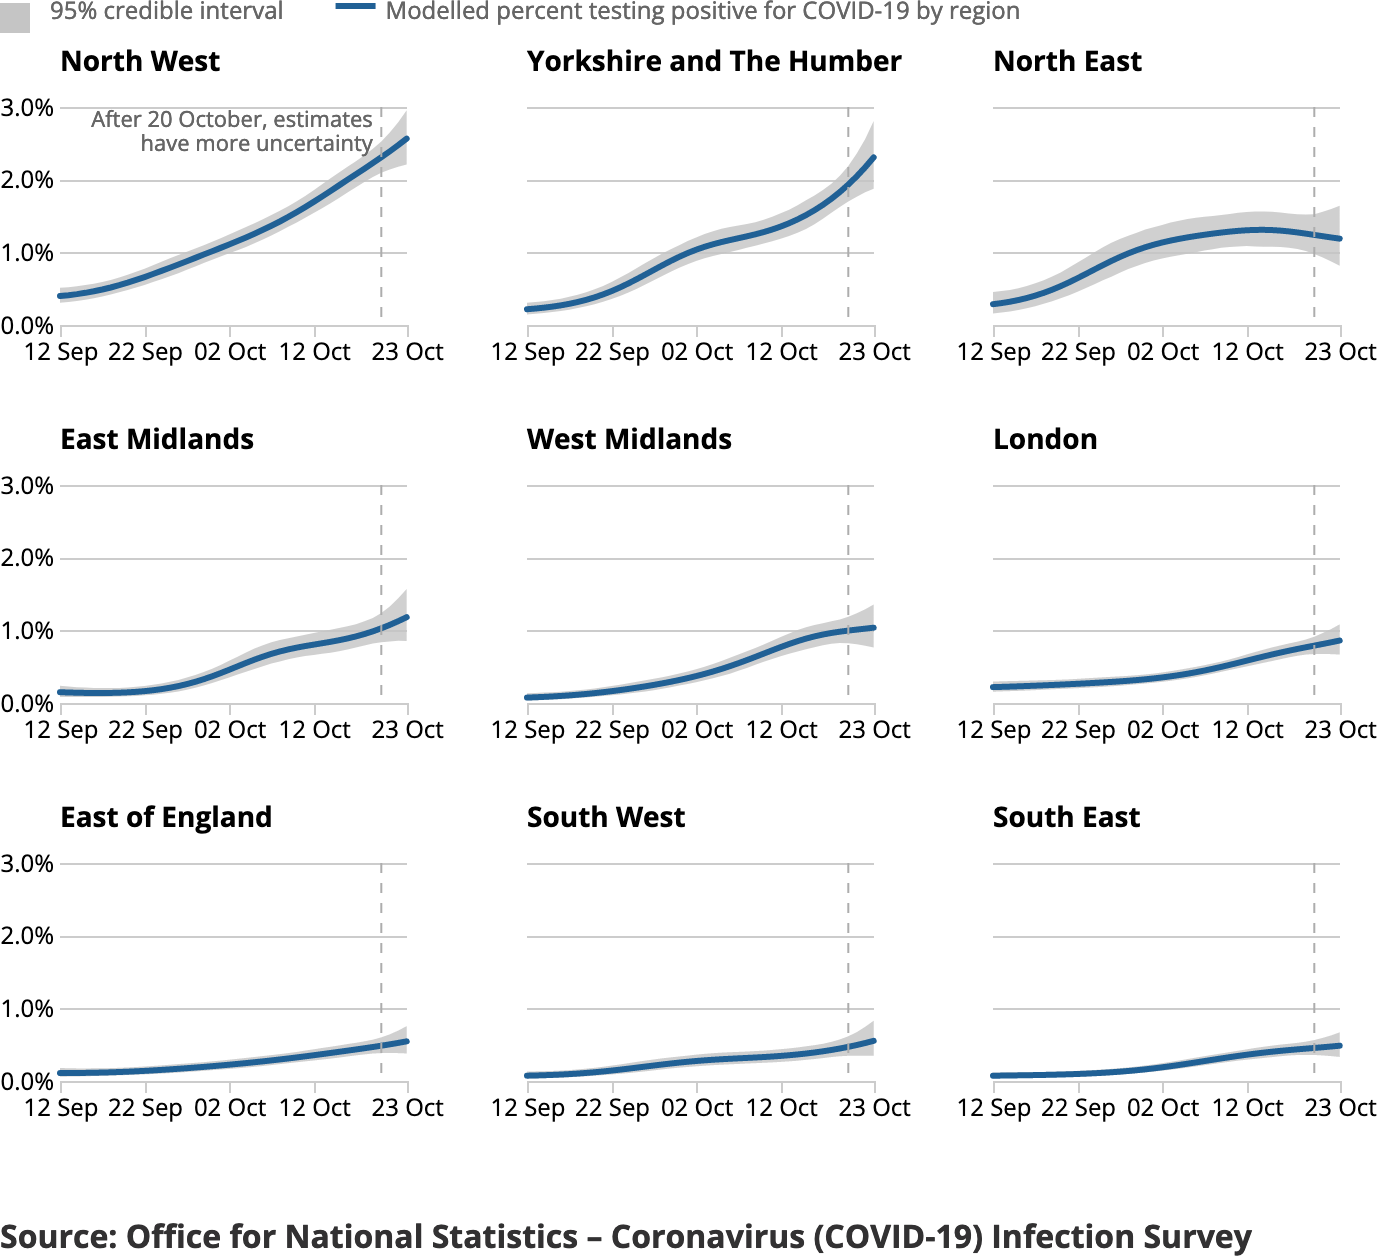 95% credible interval
Modelled percent testing positive for COVID-19 by region
North West
Yorkshire and The Humber
North East
3.0%
After 20 October, estimates
have more uncertainty
2.0%
1.0%
0.0%
12 Sep 22 Sep 02 Oct 12 Oct 23 Oct
12 Sep 22 Sep 02 Oct 12 Oct 23 Oct
12 Sep 22 Sep 02 Oct 12 Oct 23 Oct
East Midlands
West Midlands
London
3.0%
2.0%
1.0%
0.0%
12 Sep 22 Sep 02 Oct 12 Oct 23 Oct
12 Sep 22 Sep 02 Oct 12 Oct 23 Oct
12 Sep 22 Sep 02 Oct 12 Oct 23 Oct
East of England
South West
South East
3.0%
2.0%
1.0%
0.0%
12 Sep 22 Sep 02 Oct 12 Oct 23 Oct
12 Sep 22 Sep 02 Oct 12 Oct 23 Oct
12 Sep 22 Sep 02 Oct 12 Oct 23 Oct
Source: Office for National Statistics – Coronavirus (COVID-19) Infection Survey